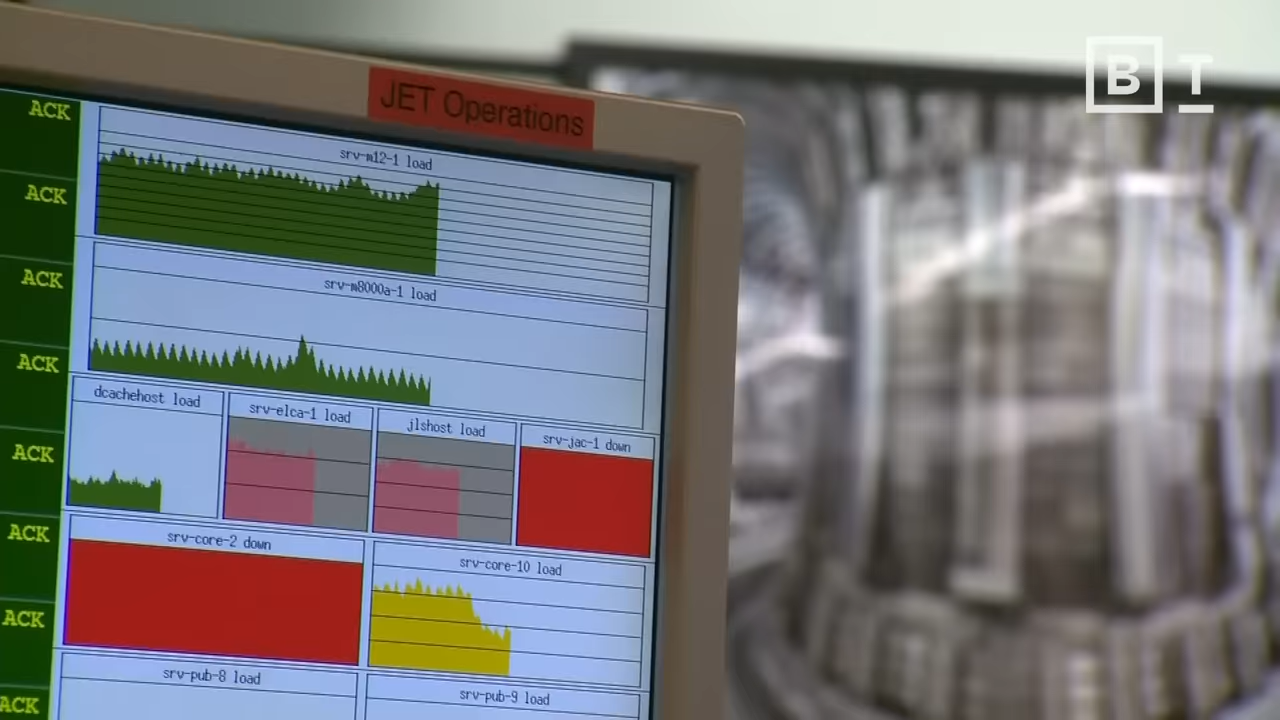 B T
JET Operations
ACK
ACK
ACK
ACK
ACK
ACK
ACK
ACK
srv-m12-1 load
srv-m8000a-1 load
dcachehost load
srv-elca-1 load
jlshost load
srv-jac-1 down
srv-core-2 down
srv-core-10 load
srv-pub-8 load
srv-pub-9 load